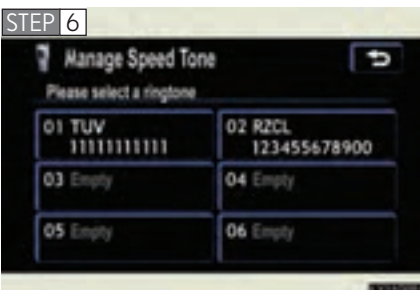 STEP 6
Manage Speed Tone
Please select a ringtone
01 TUV
11111111111
02 RZCL
123455678900
03 Empty
04 Empty
05 Empty
06 Empty